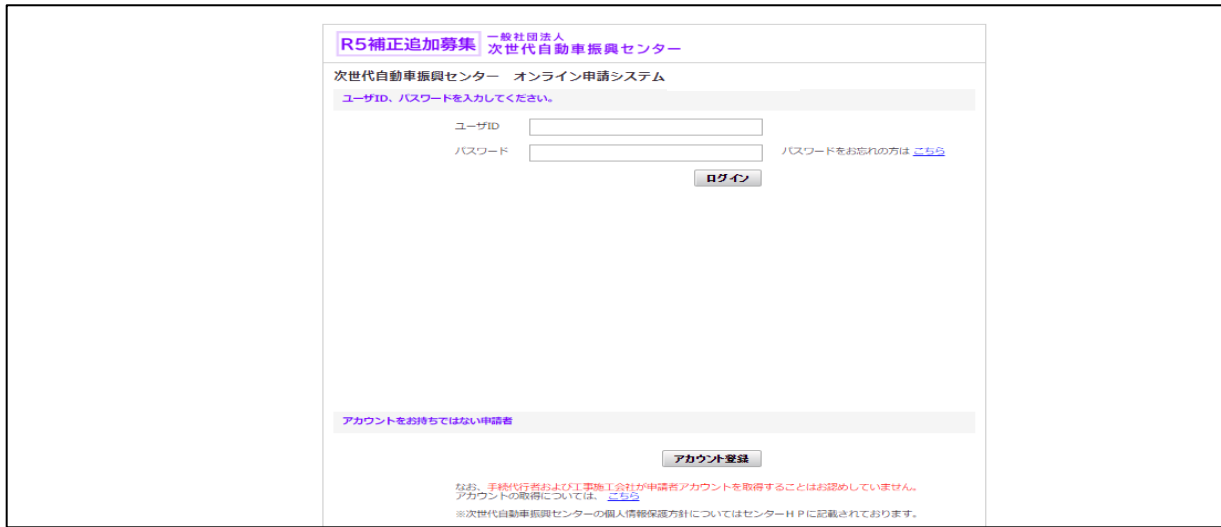 R5補正追加募集
一般社団法人
次世代自動車振興センター
次世代自動車振興センター　オンライン申請システム
ユーザID、パスワードを入力してください。
ユーザID
パスワード
パスワードをお忘れの方は こちら
ログイン
アカウントをお持ちではない申請者
アカウント登録
なお、手続代行者および工事施工会社が申請者アカウントを取得することはお認めしていません。
アカウントの取得については、 こちら
※次世代自動車振興センターの個人情報保護方針についてはセンターＨＰに記載されております。